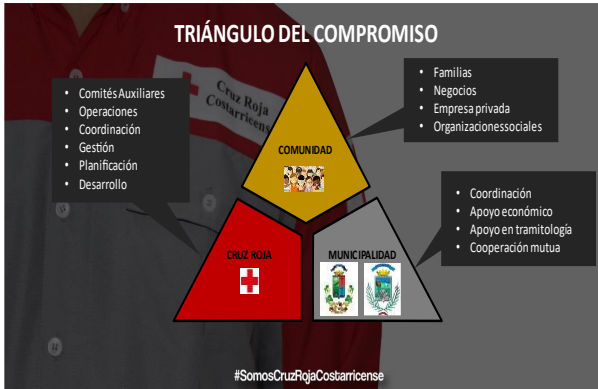 TRIÁNGULO DEL COMPROMISO
• Comités Auxiliares
• Operaciones
• Coordinación
• Gestión
• Planificación
• Desarrollo
Cruz Roja
Costarricens
• Familias
• Negocios
• Empresa privada
• Organizacionessociales
COMUNIDAD
• Coordinación
• Apoyo económico
• Apoyo en tramitología
• Cooperación mutua
CRUZ ROJA
MUNICIPALIDAD
#SomosCruzRojaCostarricense